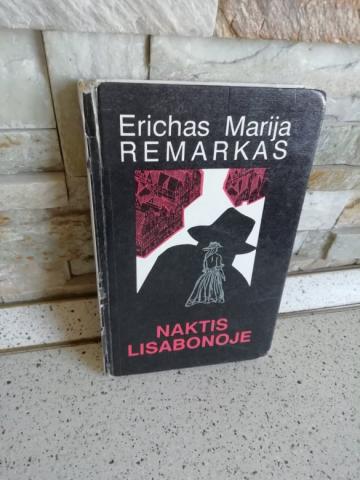 Erichas Marija
REMARKAS
NAKTIS
LISABONOJE